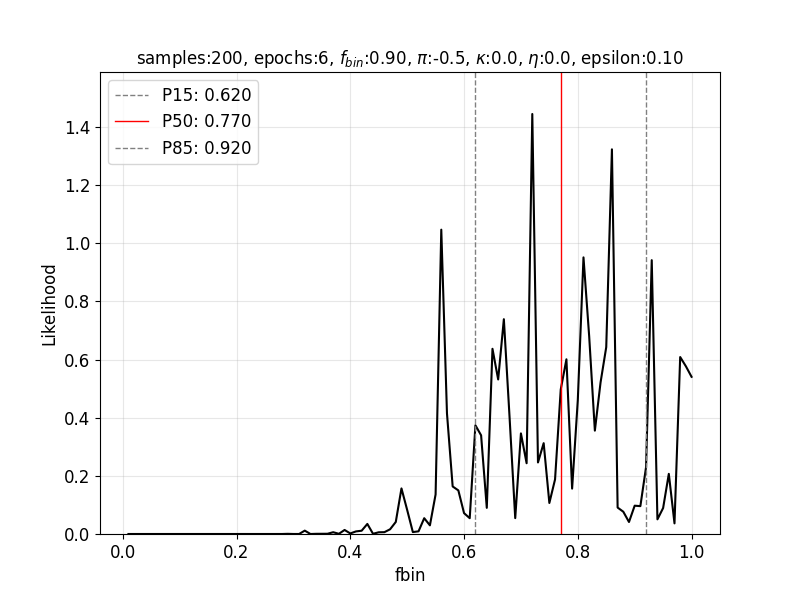 samples:200, epochs:6, f_bin:0.90, π:-0.5, κ:0.0, η:0.0, epsilon:0.10
P15: 0.620
P50: 0.770
P85: 0.920
Likelihood
1.4
1.2
1.0
0.8
0.6
0.4
0.2
0.0
0.0 0.2 0.4 0.6 0.8 1.0
fbin